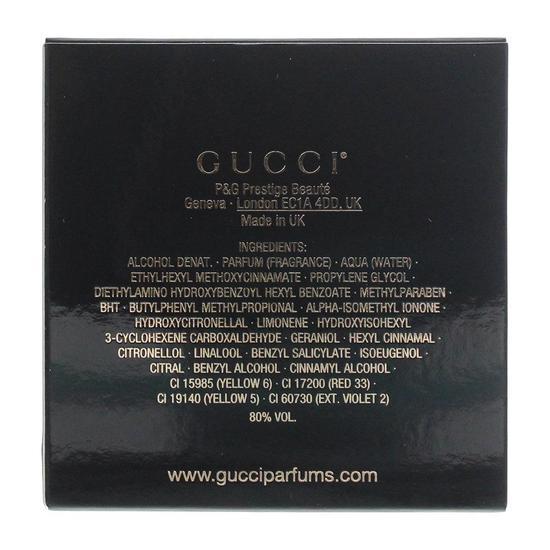 GUCCI®
P&G Prestige Beauté
Geneva · London EC1A 4DD, UK
Made in UK
INGREDIENTS:
ALCOHOL DENAT. · PARFUM (FRAGRANCE) · AQUA (WATER) ·
ETHYLHEXYL METHOXYCINNAMATE · PROPYLENE GLYCOL ·
DIETHYLAMINO HYDROXYBENZOYL HEXYL BENZOATE · METHYLPARABEN ·
BHT · BUTYLPHENYL METHYLPROPIONAL · ALPHA-ISOMETHYL IONONE ·
HYDROXYCITRONELLAL · LIMONENE · HYDROXYISOHEXYL
3-CYCLOHEXENE CARBOXALDEHYDE · GERANIOL · HEXYL CINNAMAL ·
CITRONELLOL · LINALOOL · BENZYL SALICYLATE · ISOEUGENOL ·
CITRAL · BENZYL ALCOHOL · CINNAMYL ALCOHOL ·
CI 15985 (YELLOW 6) · CI 17200 (RED 33) ·
CI 19140 (YELLOW 5) · CI 60730 (EXT. VIOLET 2)
80% VOL.
www.gucciparfums.com